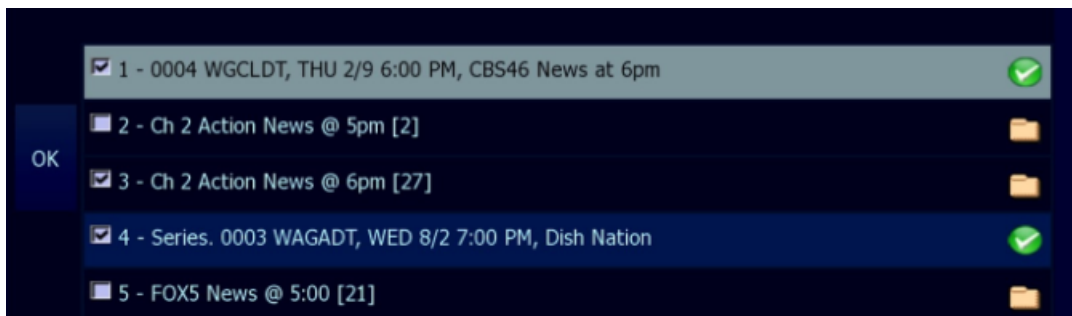 1 - 0004 WGCLDT, THU 2/9 6:00 PM, CBS46 News at 6pm
2 - Ch 2 Action News @ 5pm [2]
OK
3 - Ch 2 Action News @ 6pm [27]
4 - Series. 0003 WAGADT, WED 8/2 7:00 PM, Dish Nation
5 - FOX5 News @ 5:00 [21]